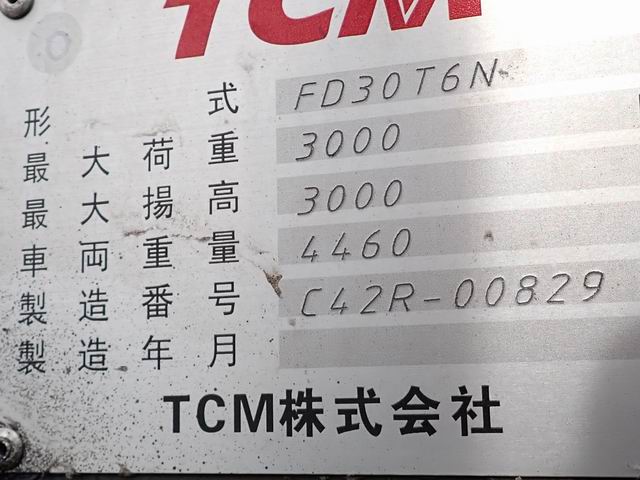 TCM
形式 FD30T6N
最大荷重 3000
最大揚高 3000
車両重量 4460
製造番号 C42R-00829
製造年月
TCM株式会社